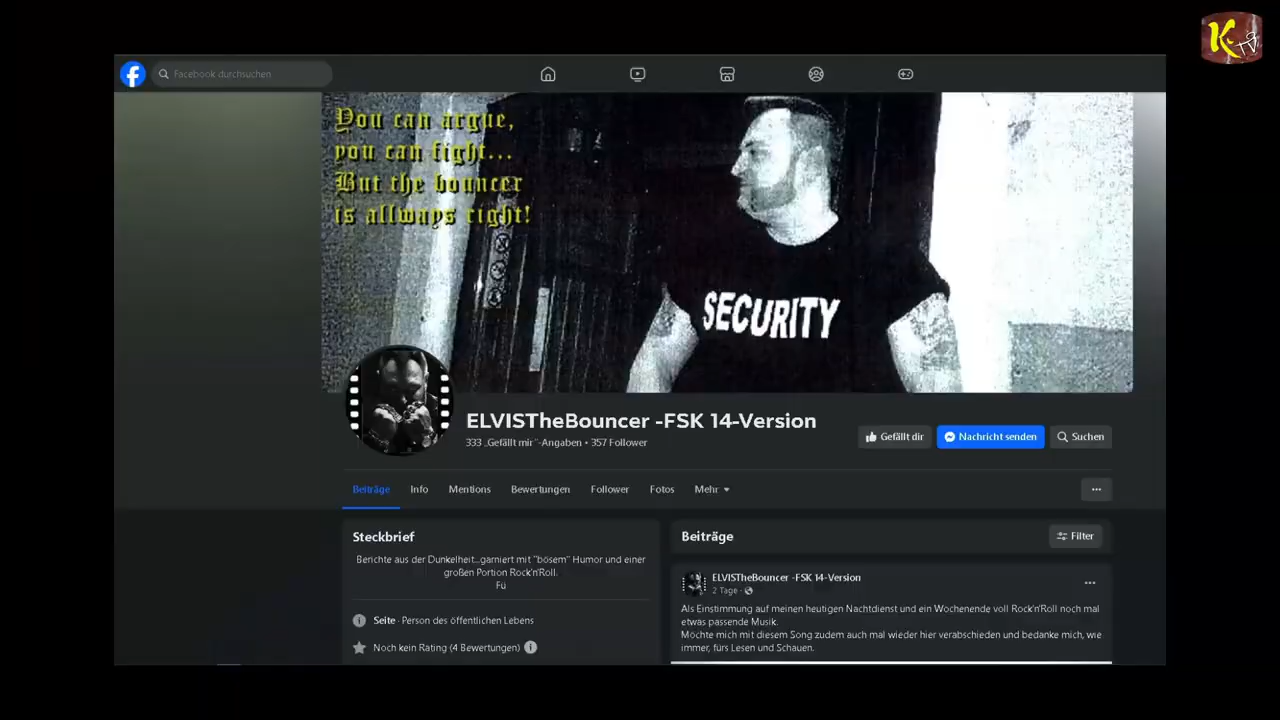 K TV
Facebook durchsuchen
You can argue,
you can fight...
But the bouncer
is allways right!
SECURITY
ELVISTheBouncer -FSK 14-Version
333 „Gefällt mir“-Angaben • 357 Follower
Gefällt dir
Nachricht senden
Suchen
Beiträge
Info
Mentions
Bewertungen
Follower
Fotos
Mehr
Steckbrief
Berichte aus der Dunkelheit...garniert mit "bösem" Humor und einer
großen Portion Rock'n'Roll.
Fü
Seite · Person des öffentlichen Lebens
Noch kein Rating (4 Bewertungen)
Beiträge
Filter
ELVISTheBouncer -FSK 14-Version
2 Tage ·
Als Einstimmung auf meinen heutigen Nachtdienst und ein Wochenende voll Rock'n'Roll noch mal
etwas passende Musik.
Möchte mich mit diesem Song zudem auch mal wieder hier verabschieden und bedanke mich, wie
immer, fürs Lesen und Schauen.